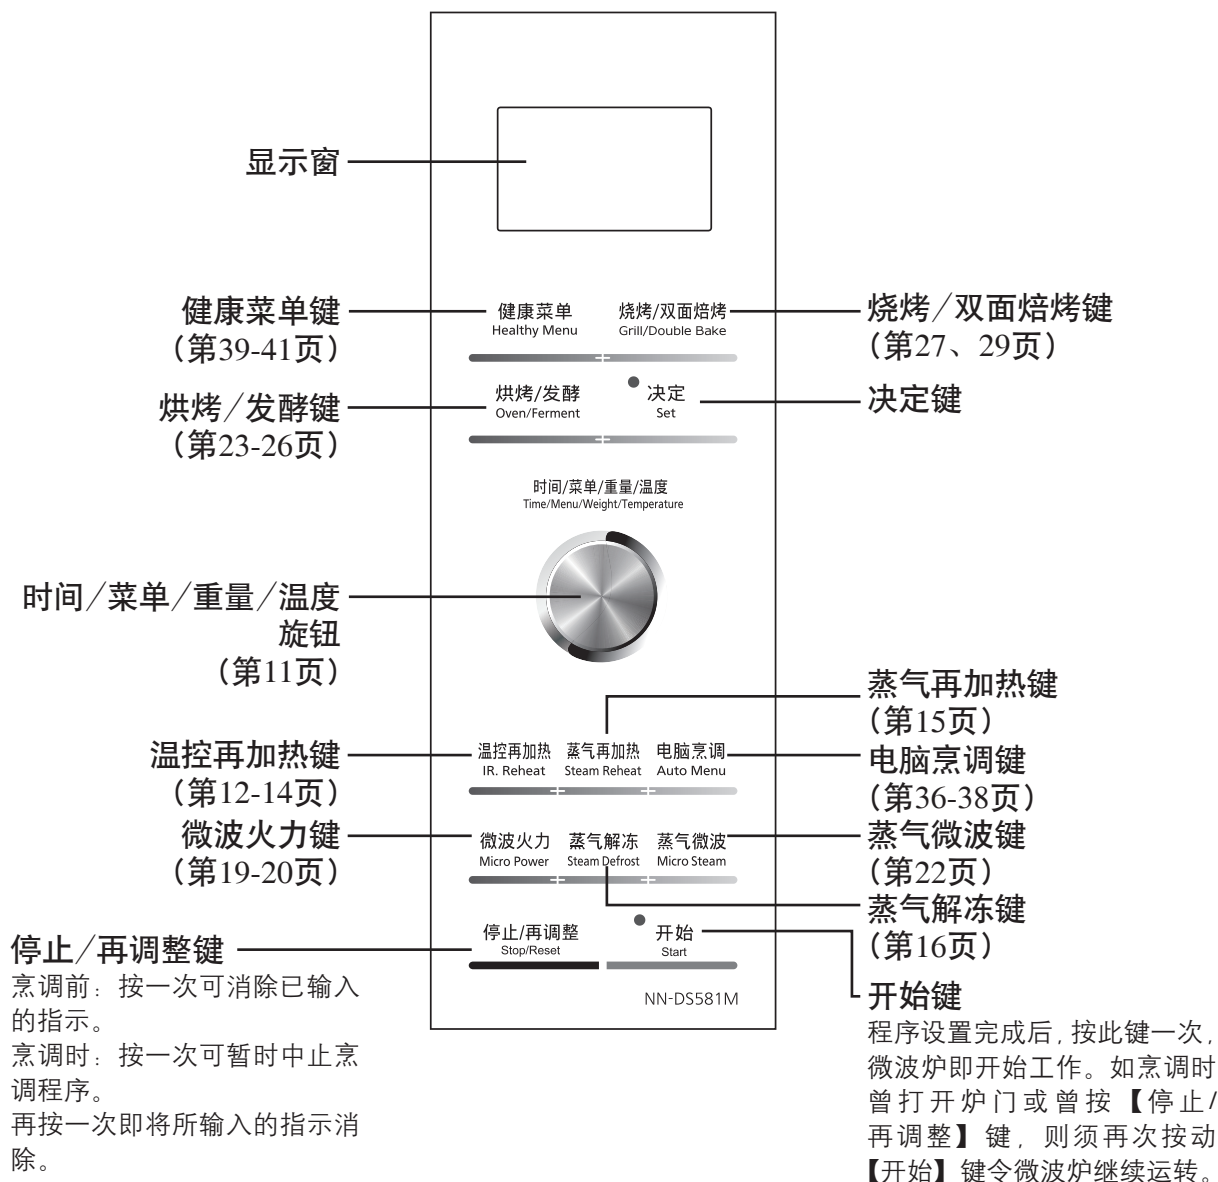 显示窗
健康菜单键
（第39-41页）
烘烤/发酵键
（第23-26页）
时间/菜单/重量/温度
旋钮
（第11页）
温控再加热键
（第12-14页）
微波火力键
（第19-20页）
停止/再调整键
烹调前：按一次可消除已输入
的指示。
烹调时：按一次可暂时中止烹
调程序。
再按一次即将所输入的指示消
除。
健康菜单
Healthy Menu
烧烤/双面焙烤
Grill/Double Bake
烘烤/发酵
Oven/Ferment
决定
Set
时间/菜单/重量/温度
Time/Menu/Weight/Temperature
温控再加热
IR. Reheat
蒸气再加热
Steam Reheat
电脑烹调
Auto Menu
微波火力
Micro Power
蒸气解冻
Steam Defrost
蒸气微波
Micro Steam
停止/再调整
Stop/Reset
开始
Start
NN-DS581M
烧烤/双面焙烤键
（第27、29页）
决定键
蒸气再加热键
（第15页）
电脑烹调键
（第36-38页）
蒸气微波键
（第22页）
蒸气解冻键
（第16页）
开始键
程序设置完成后，按此键一次，
微波炉即开始工作。如烹调时
曾打开炉门或曾按【停止/
再调整】键，则须再次按动
【开始】键令微波炉继续运转。